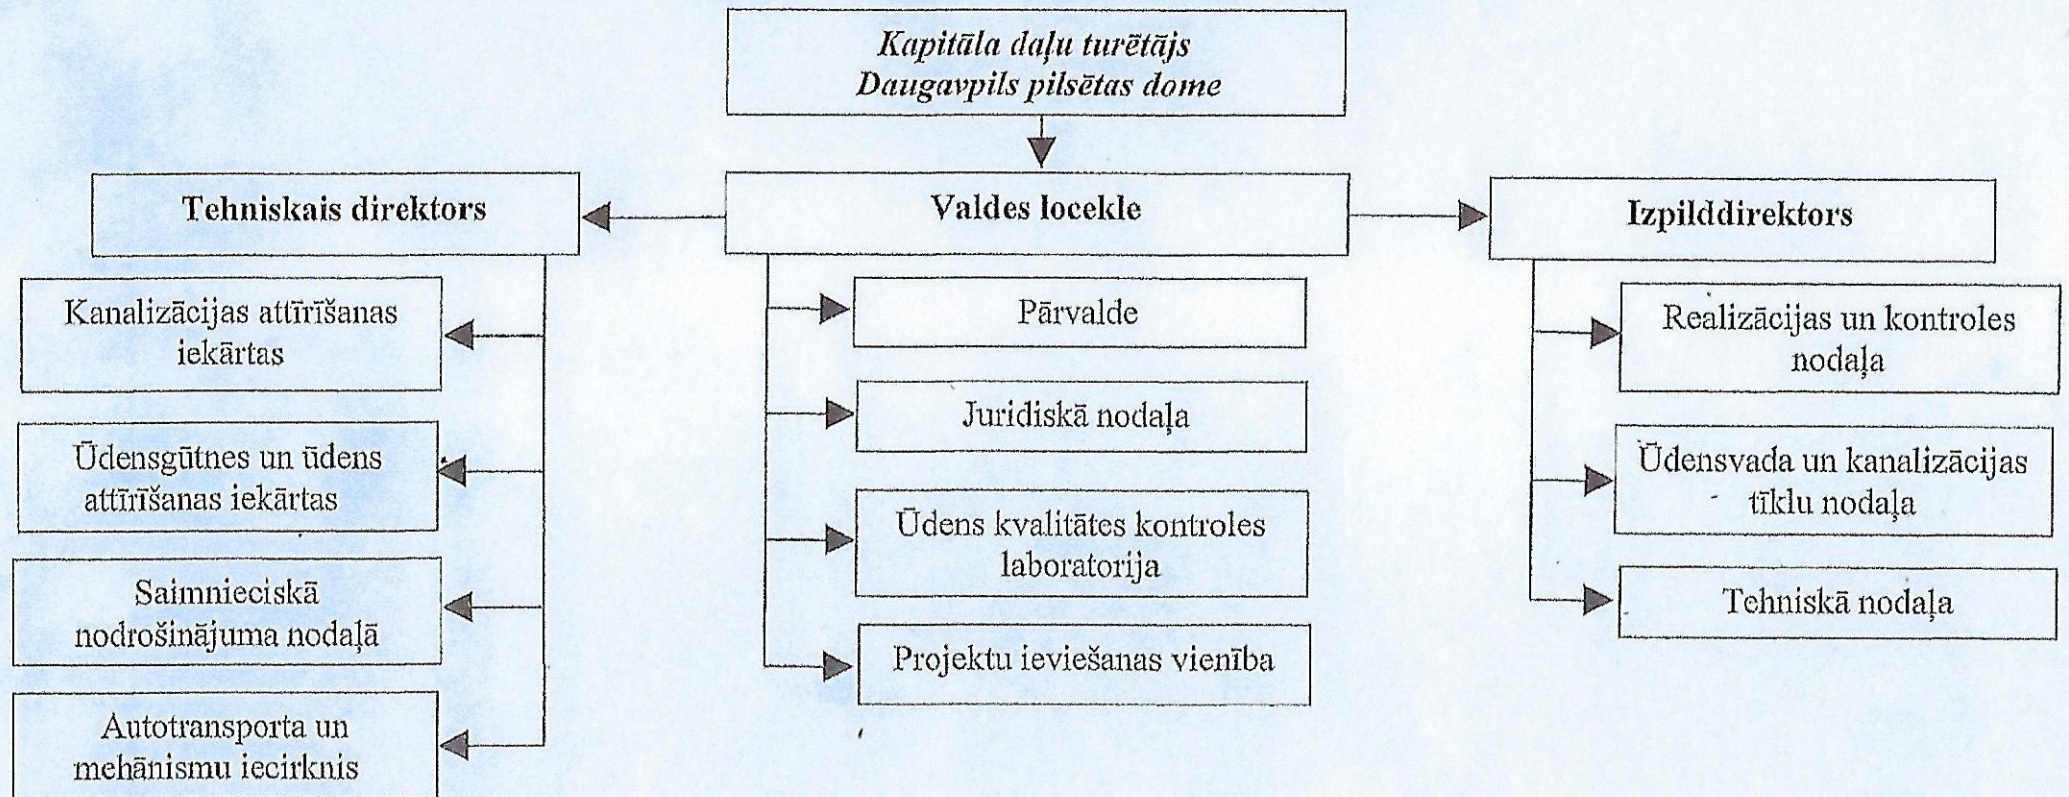 Kapitāla daļu turētājs
Daugavpils pilsētas dome
Tehniskais direktors
Valdes locekle
Izpilddirektors
Kanalizācijas attīrīšanas
iekārtas
Ūdensgūtnes un ūdens
attīrīšanas iekārtas
Saimnieciskā
nodrošinājuma nodaļā
Autotransporta un
mehānismu iecirknis
Pārvalde
Juridiskā nodaļa
Ūdens kvalitātes kontroles
laboratorija
Projektu ieviešanas vienība
Realizācijas un kontroles
nodaļa
Ūdensvada un kanalizācijas
tīklu nodaļa
Tehniskā nodaļa